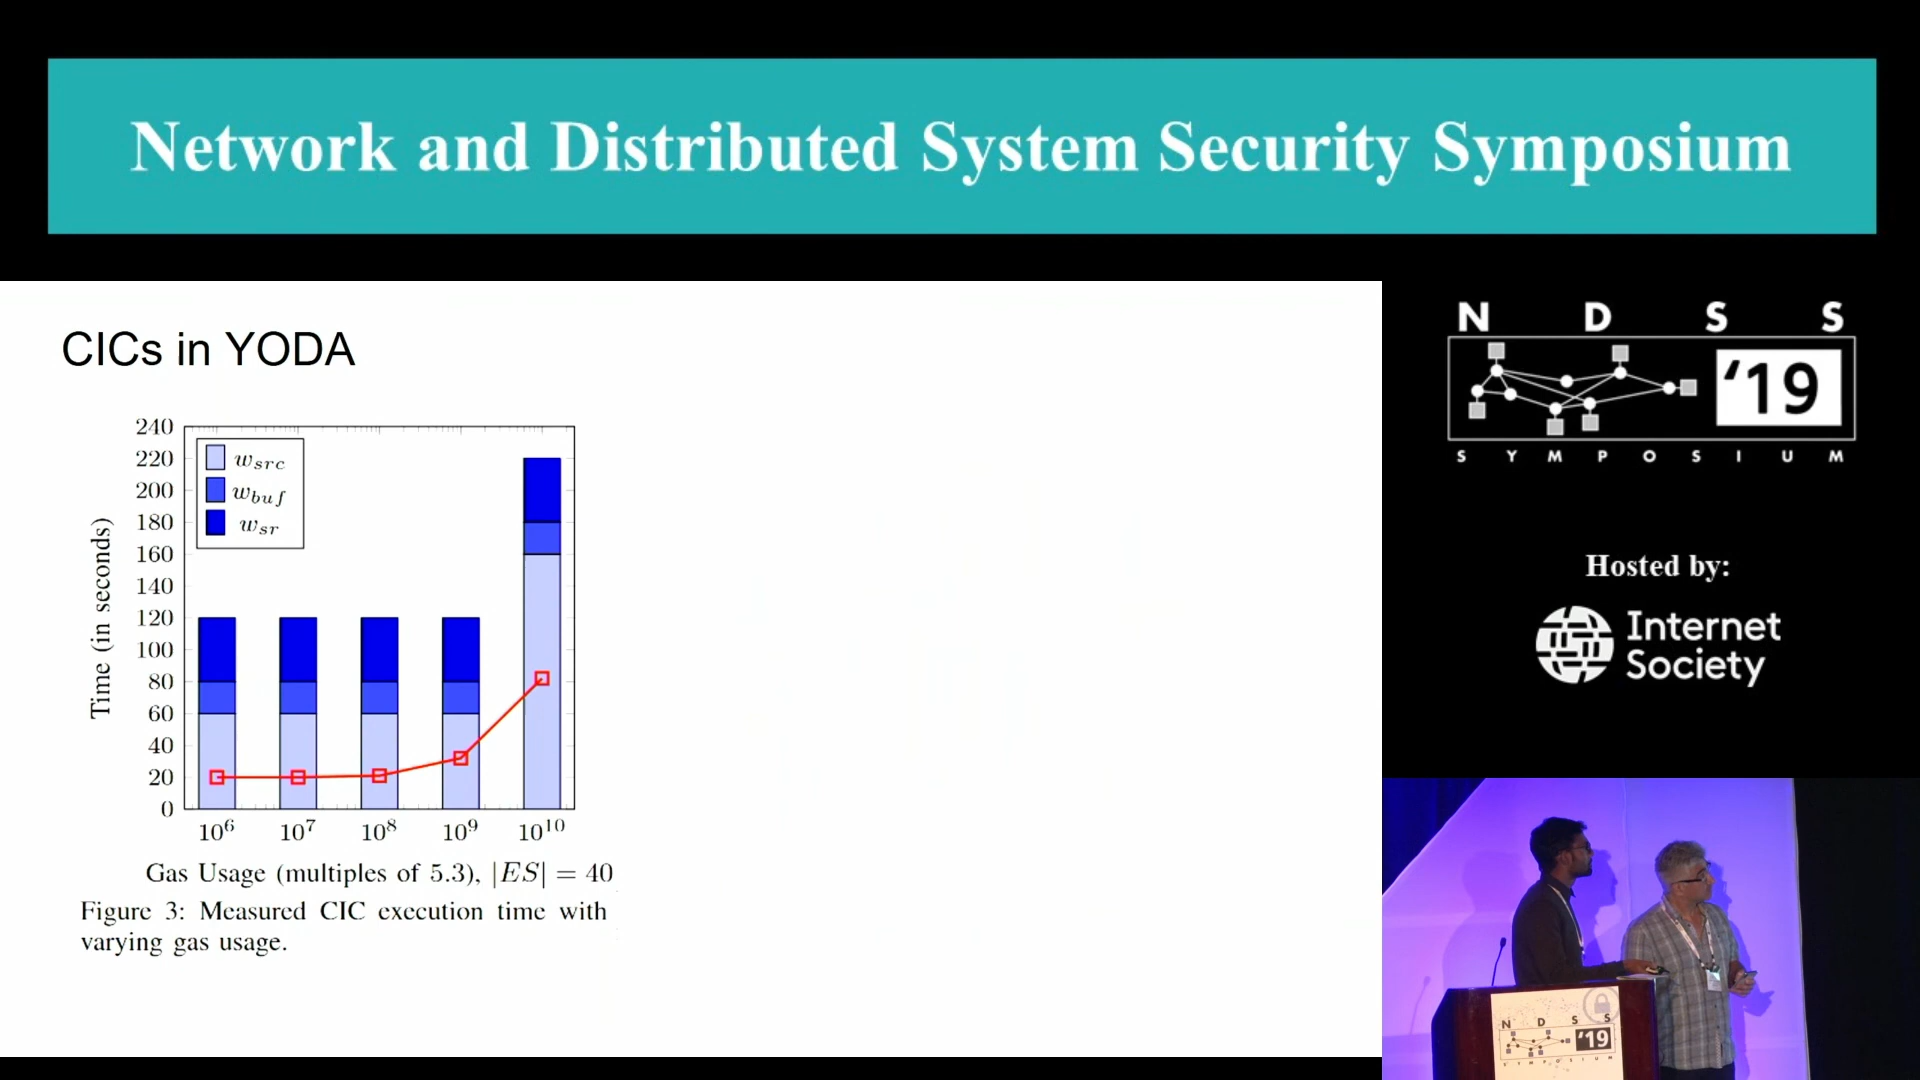 Network and Distributed System Security Symposium
CICs in YODA
240
220
200
180
160
140
120
100
80
60
40
20
0
Time (in seconds)
w_src
w_buf
w_sr
10^6 10^7 10^8 10^9 10^10
Gas Usage (multiples of 5.3), |ES| = 40
Figure 3: Measured CIC execution time with
varying gas usage.
N D S S
'19
S Y M P O S I U M
Hosted by:
Internet
Society
N D S S
'19
S Y M P O S I U M